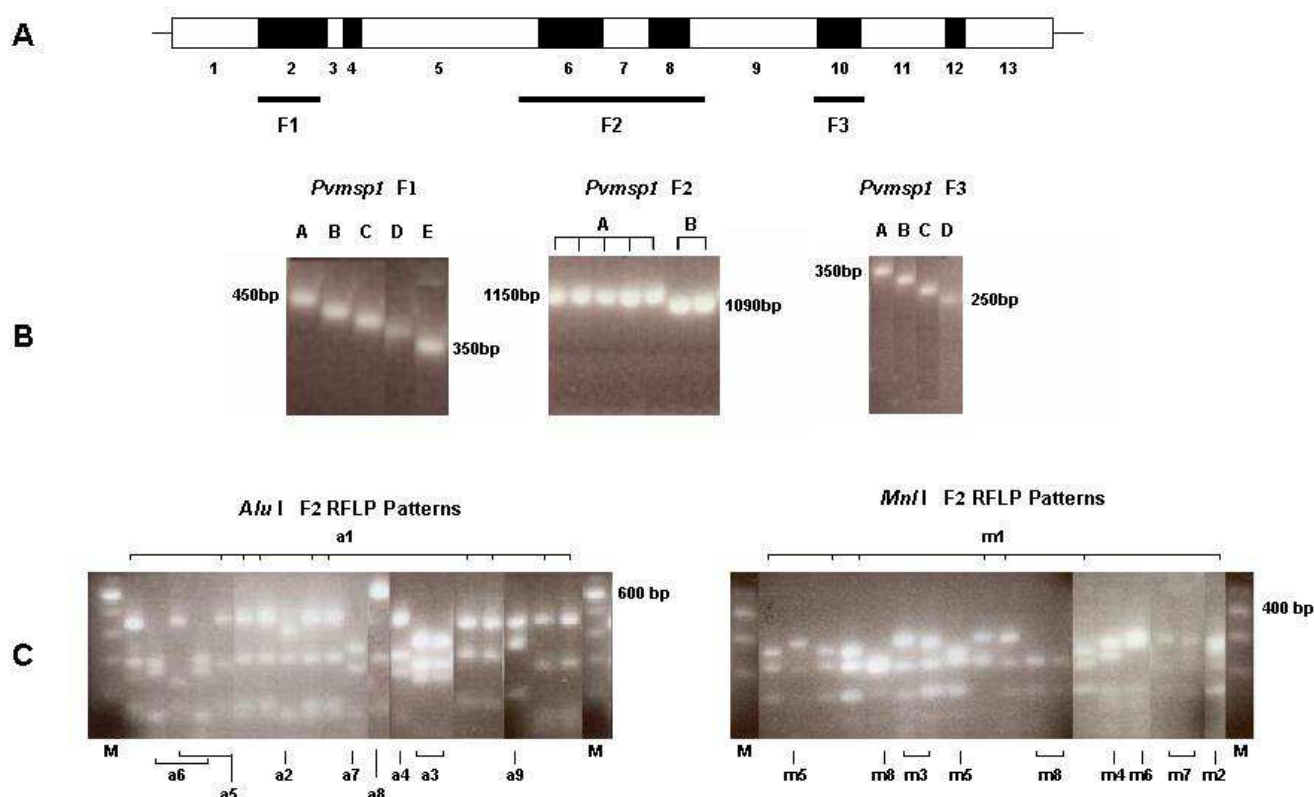 A
1 2 3 4 5 6 7 8 9 10 11 12 13
F1 F2 F3
B
Pvmsp1 F1
A B C D E
450bp
350bp
Pvmsp1 F2
A B
1150bp
1090bp
Pvmsp1 F3
A B C D
350bp
250bp
C
Alu I F2 RFLP Patterns
a1
600 bp
M a6 a5 a2 a7 a8 a4 a3 a9 M
Mnl I F2 RFLP Patterns
m1
400 bp
M m5 m8 m3 m5 m8 m4 m6 m7 m2 M